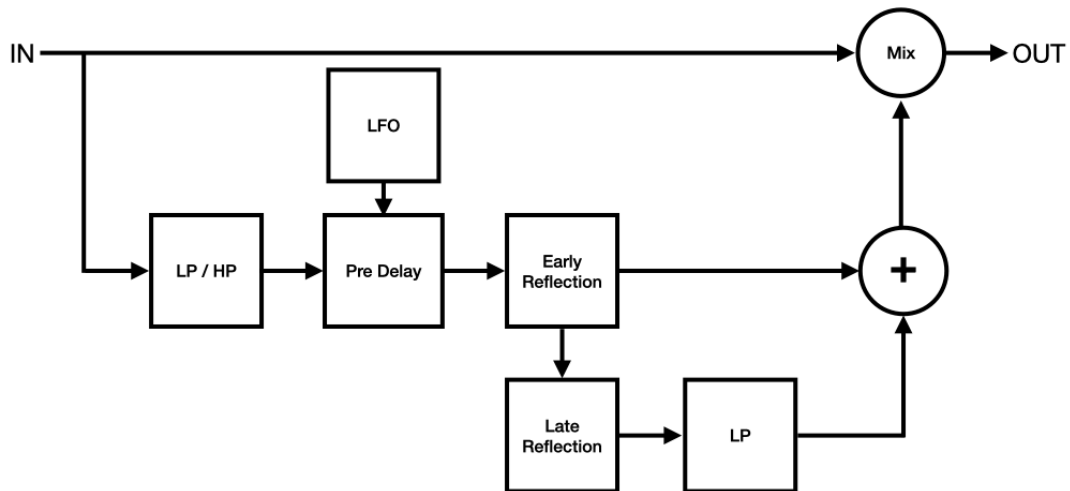 IN
Mix
OUT
LFO
LP / HP
Pre Delay
Early
Reflection
+
Late
Reflection
LP